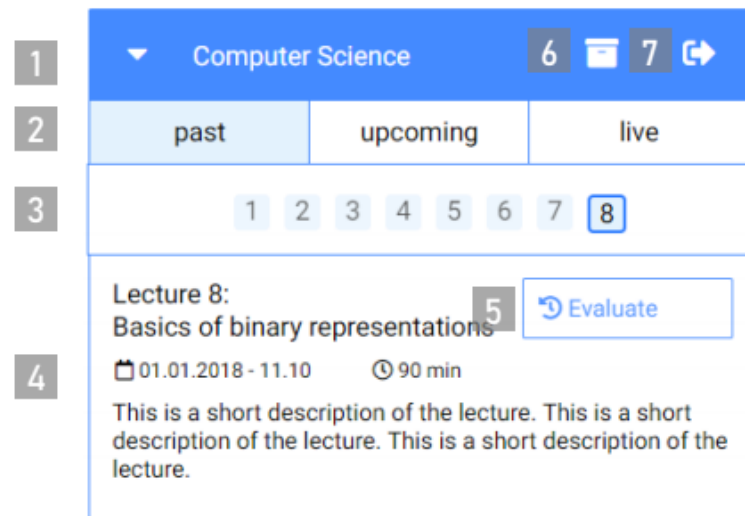 1 Computer Science 6 7
2 past upcoming live
3 1 2 3 4 5 6 7 8
Lecture 8:
Basics of binary representations 5 Evaluate
4 01.01.2018 - 11.10 90 min
This is a short description of the lecture. This is a short
description of the lecture. This is a short description of the
lecture.